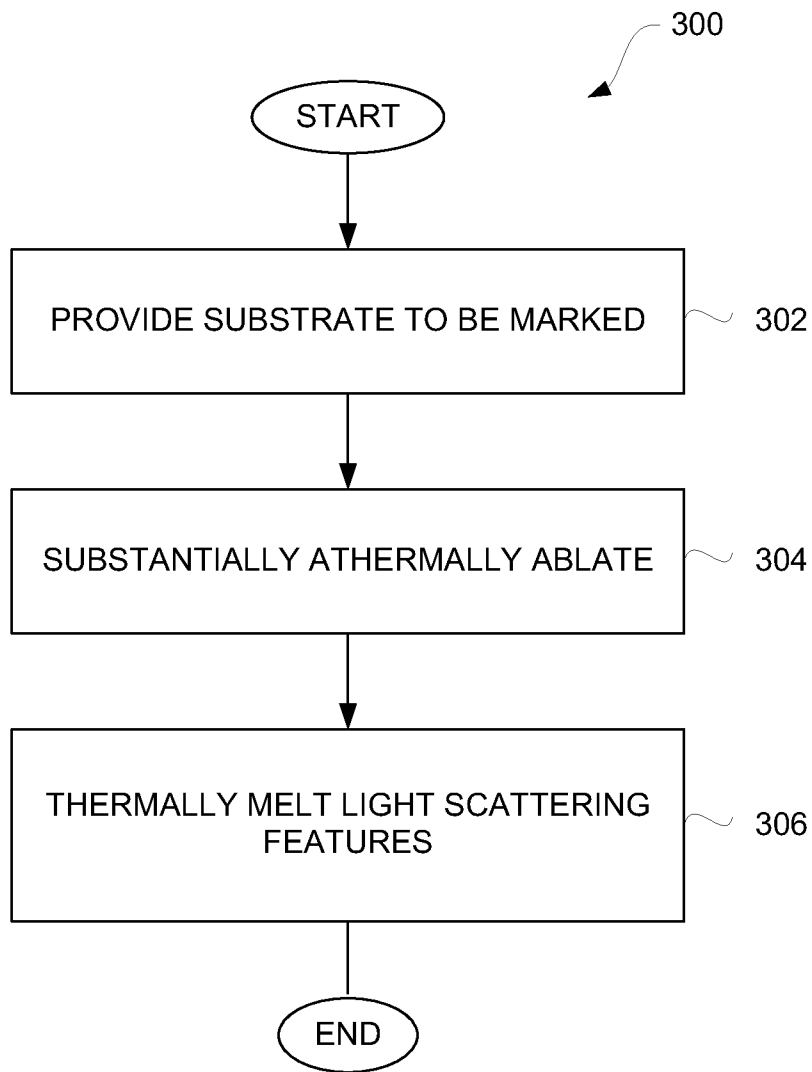 300
START
PROVIDE SUBSTRATE TO BE MARKED
302
SUBSTANTIALLY ATHERMALLY ABLATE
304
THERMALLY MELT LIGHT SCATTERING
FEATURES
306
END